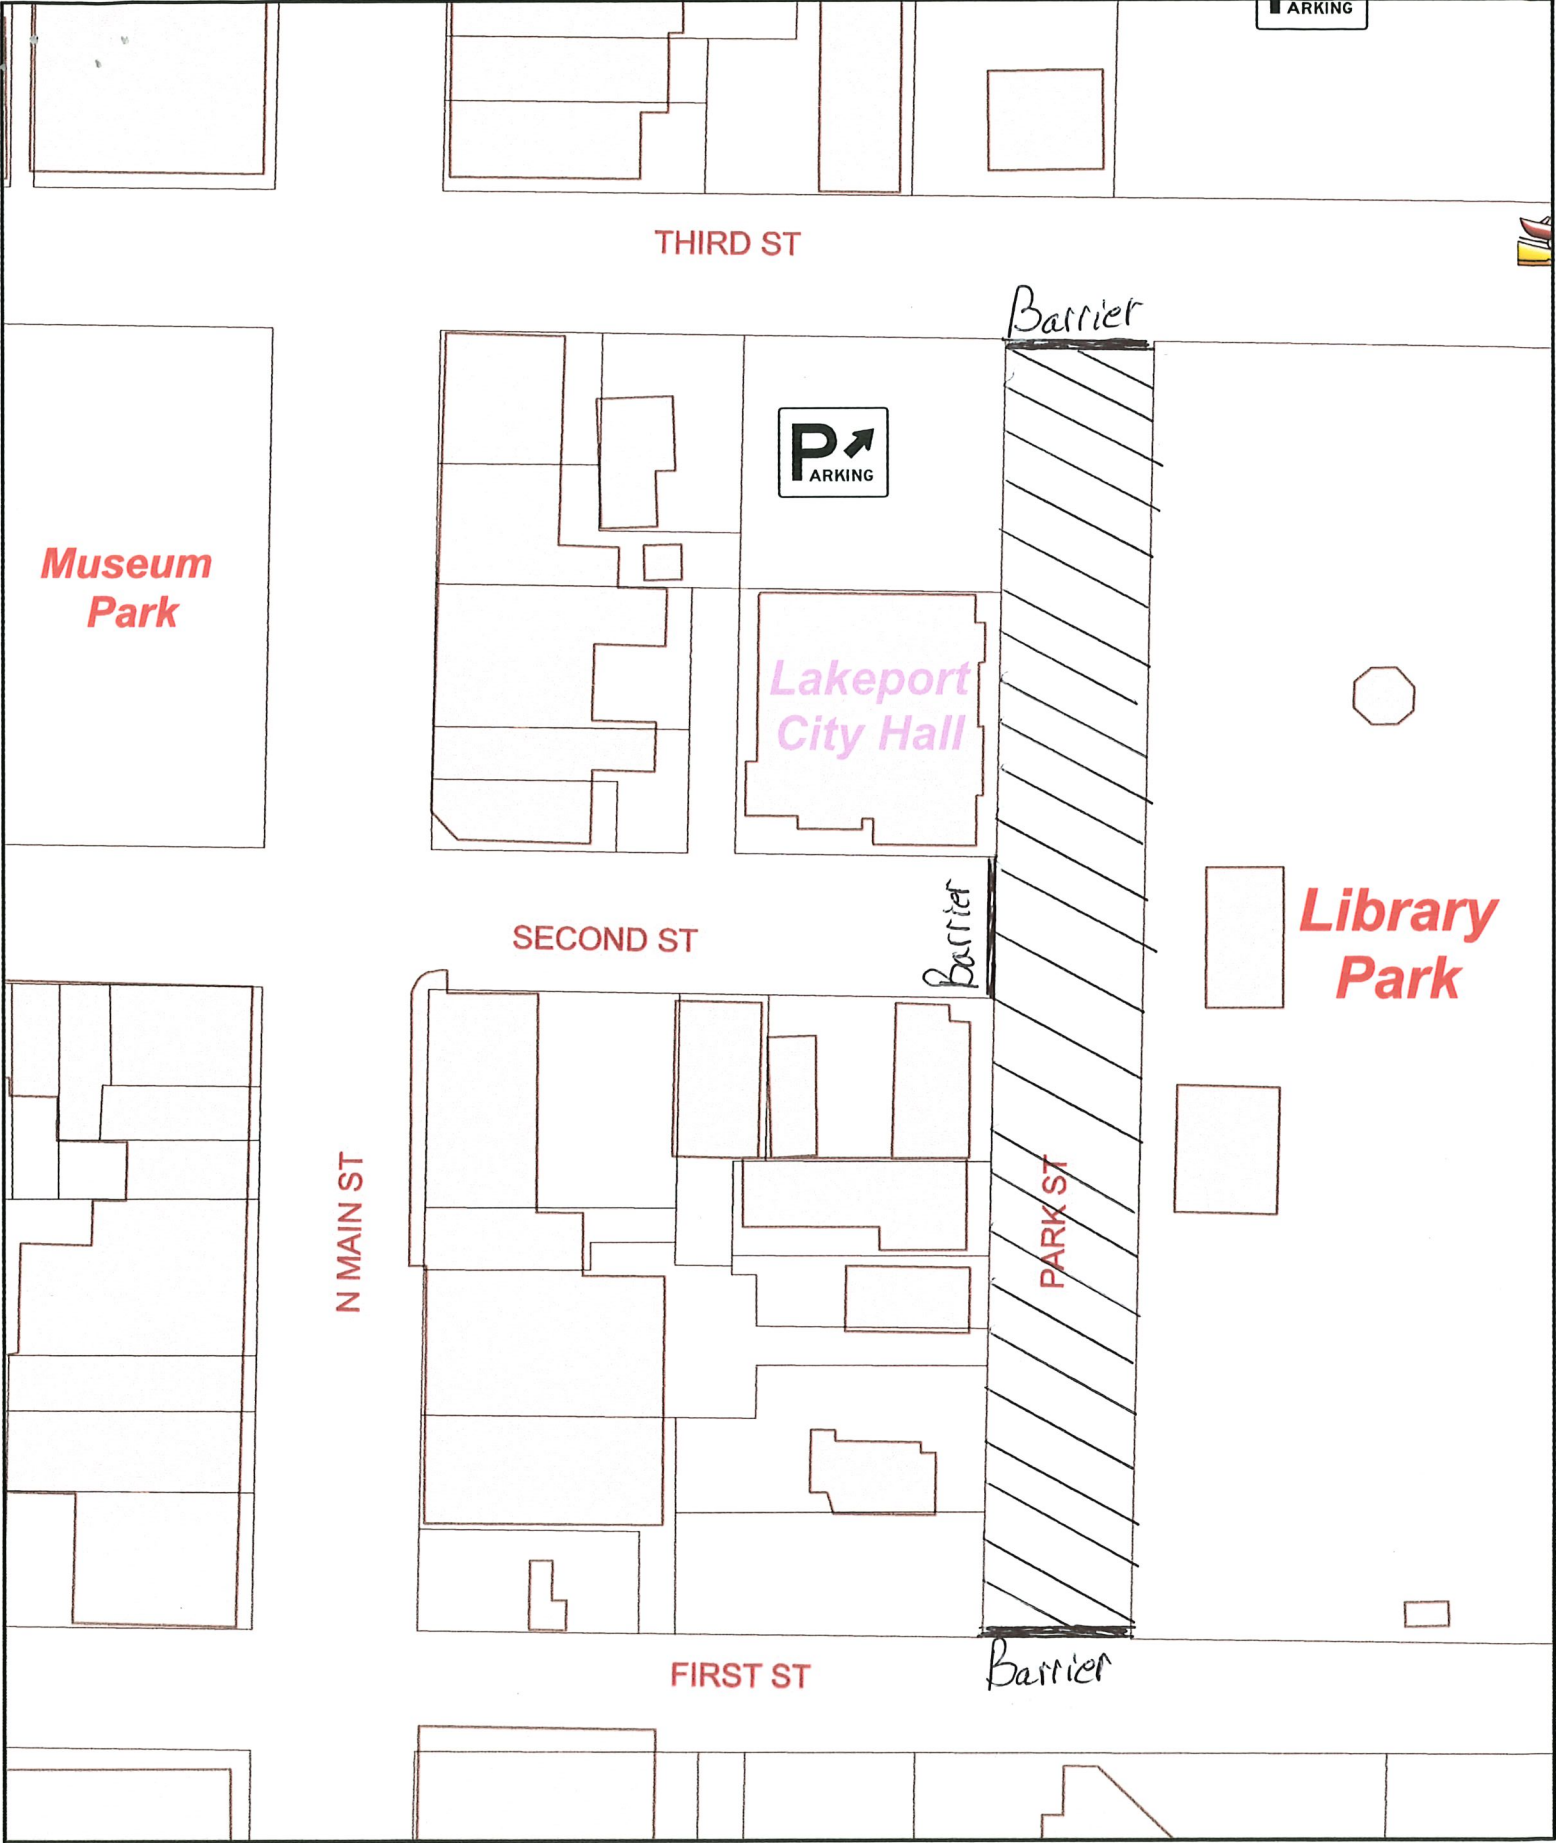 PARKING
THIRD ST
Barrier
PARKING
Museum
Park
Lakeport
City Hall
Barrier
SECOND ST
Library
Park
N MAIN ST
PARK ST
FIRST ST
Barrier